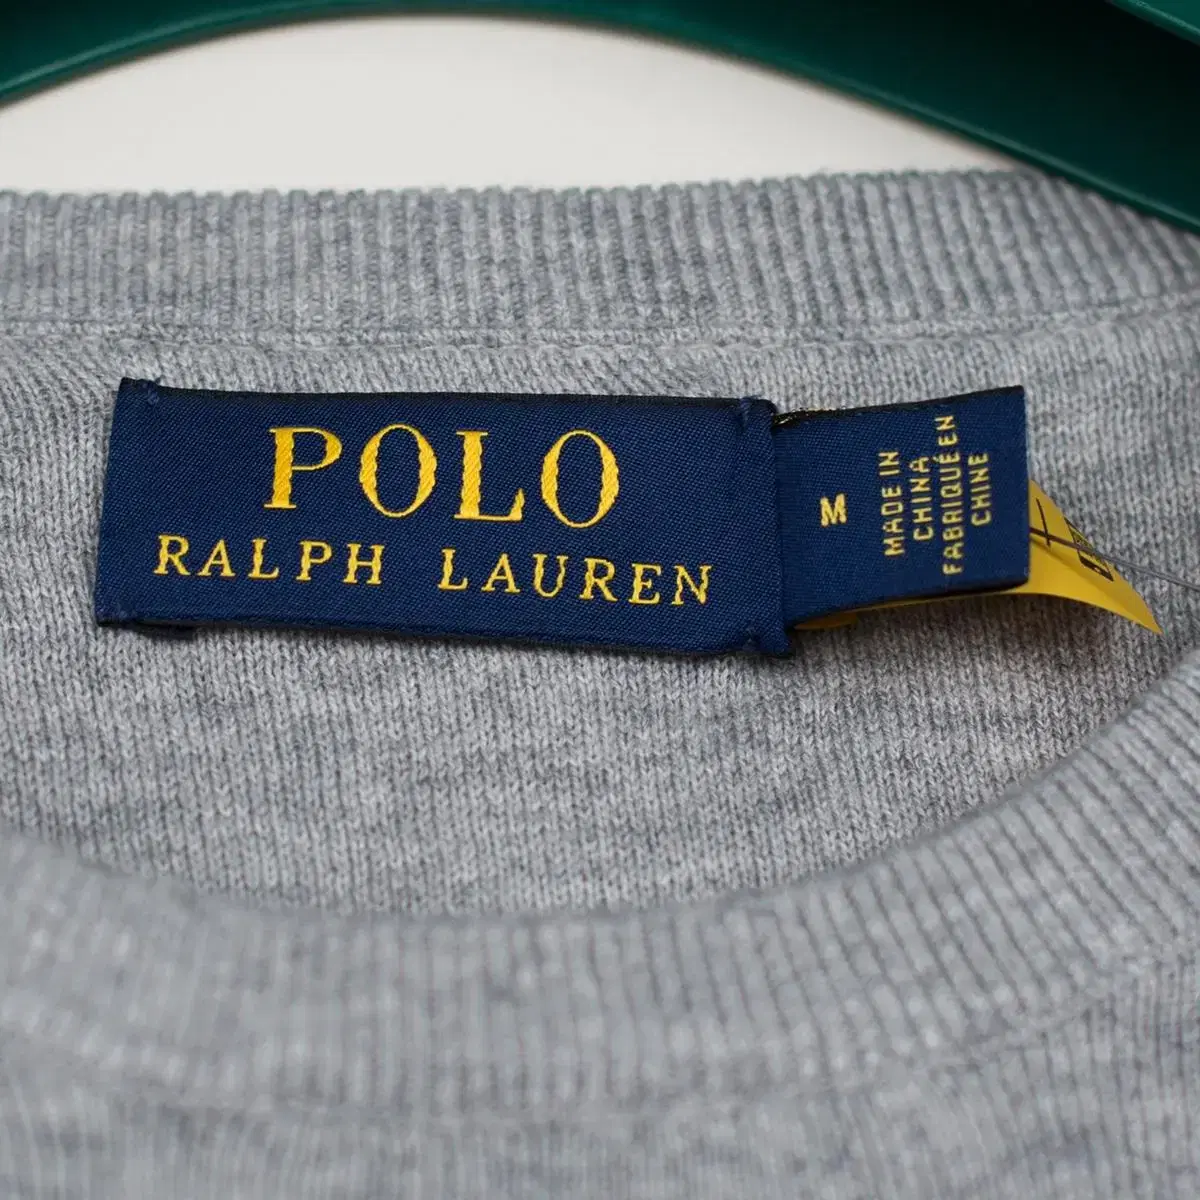 POLO
RALPH LAUREN
M
MADE IN
CHINA
FABRIQUÉ EN
CHINE